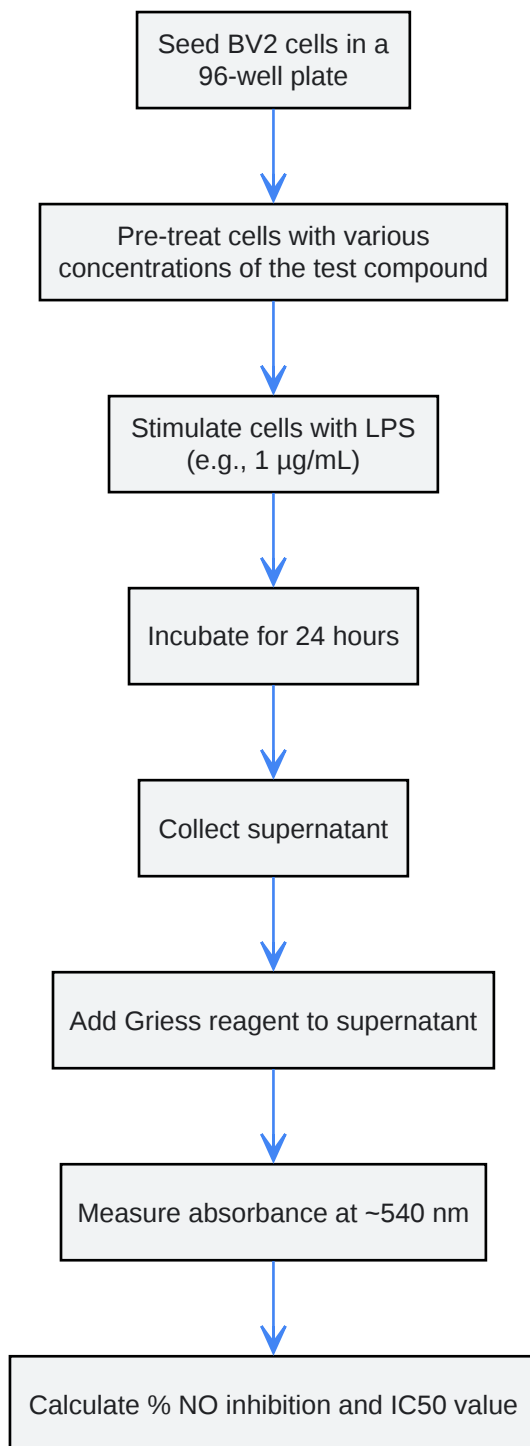 Seed BV2 cells in a
96-well plate
Pre-treat cells with various
concentrations of the test compound
Stimulate cells with LPS
(e.g., 1 µg/mL)
Incubate for 24 hours
Collect supernatant
Add Griess reagent to supernatant
Measure absorbance at ~540 nm
Calculate % NO inhibition and IC50 value